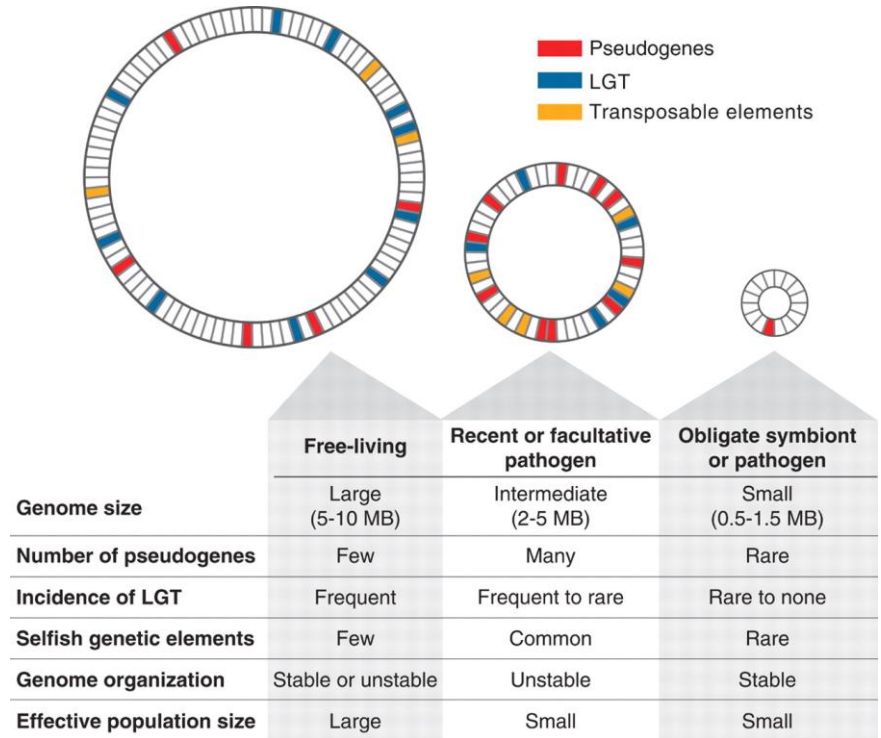 Pseudogenes
LGT
Transposable elements
Free-living
Recent or facultative
pathogen
Obligate symbiont
or pathogen
Genome size
Large
(5-10 MB)
Intermediate
(2-5 MB)
Small
(0.5-1.5 MB)
Number of pseudogenes Few Many Rare
Incidence of LGT Frequent Frequent to rare Rare to none
Selfish genetic elements Few Common Rare
Genome organization Stable or unstable Unstable Stable
Effective population size Large Small Small